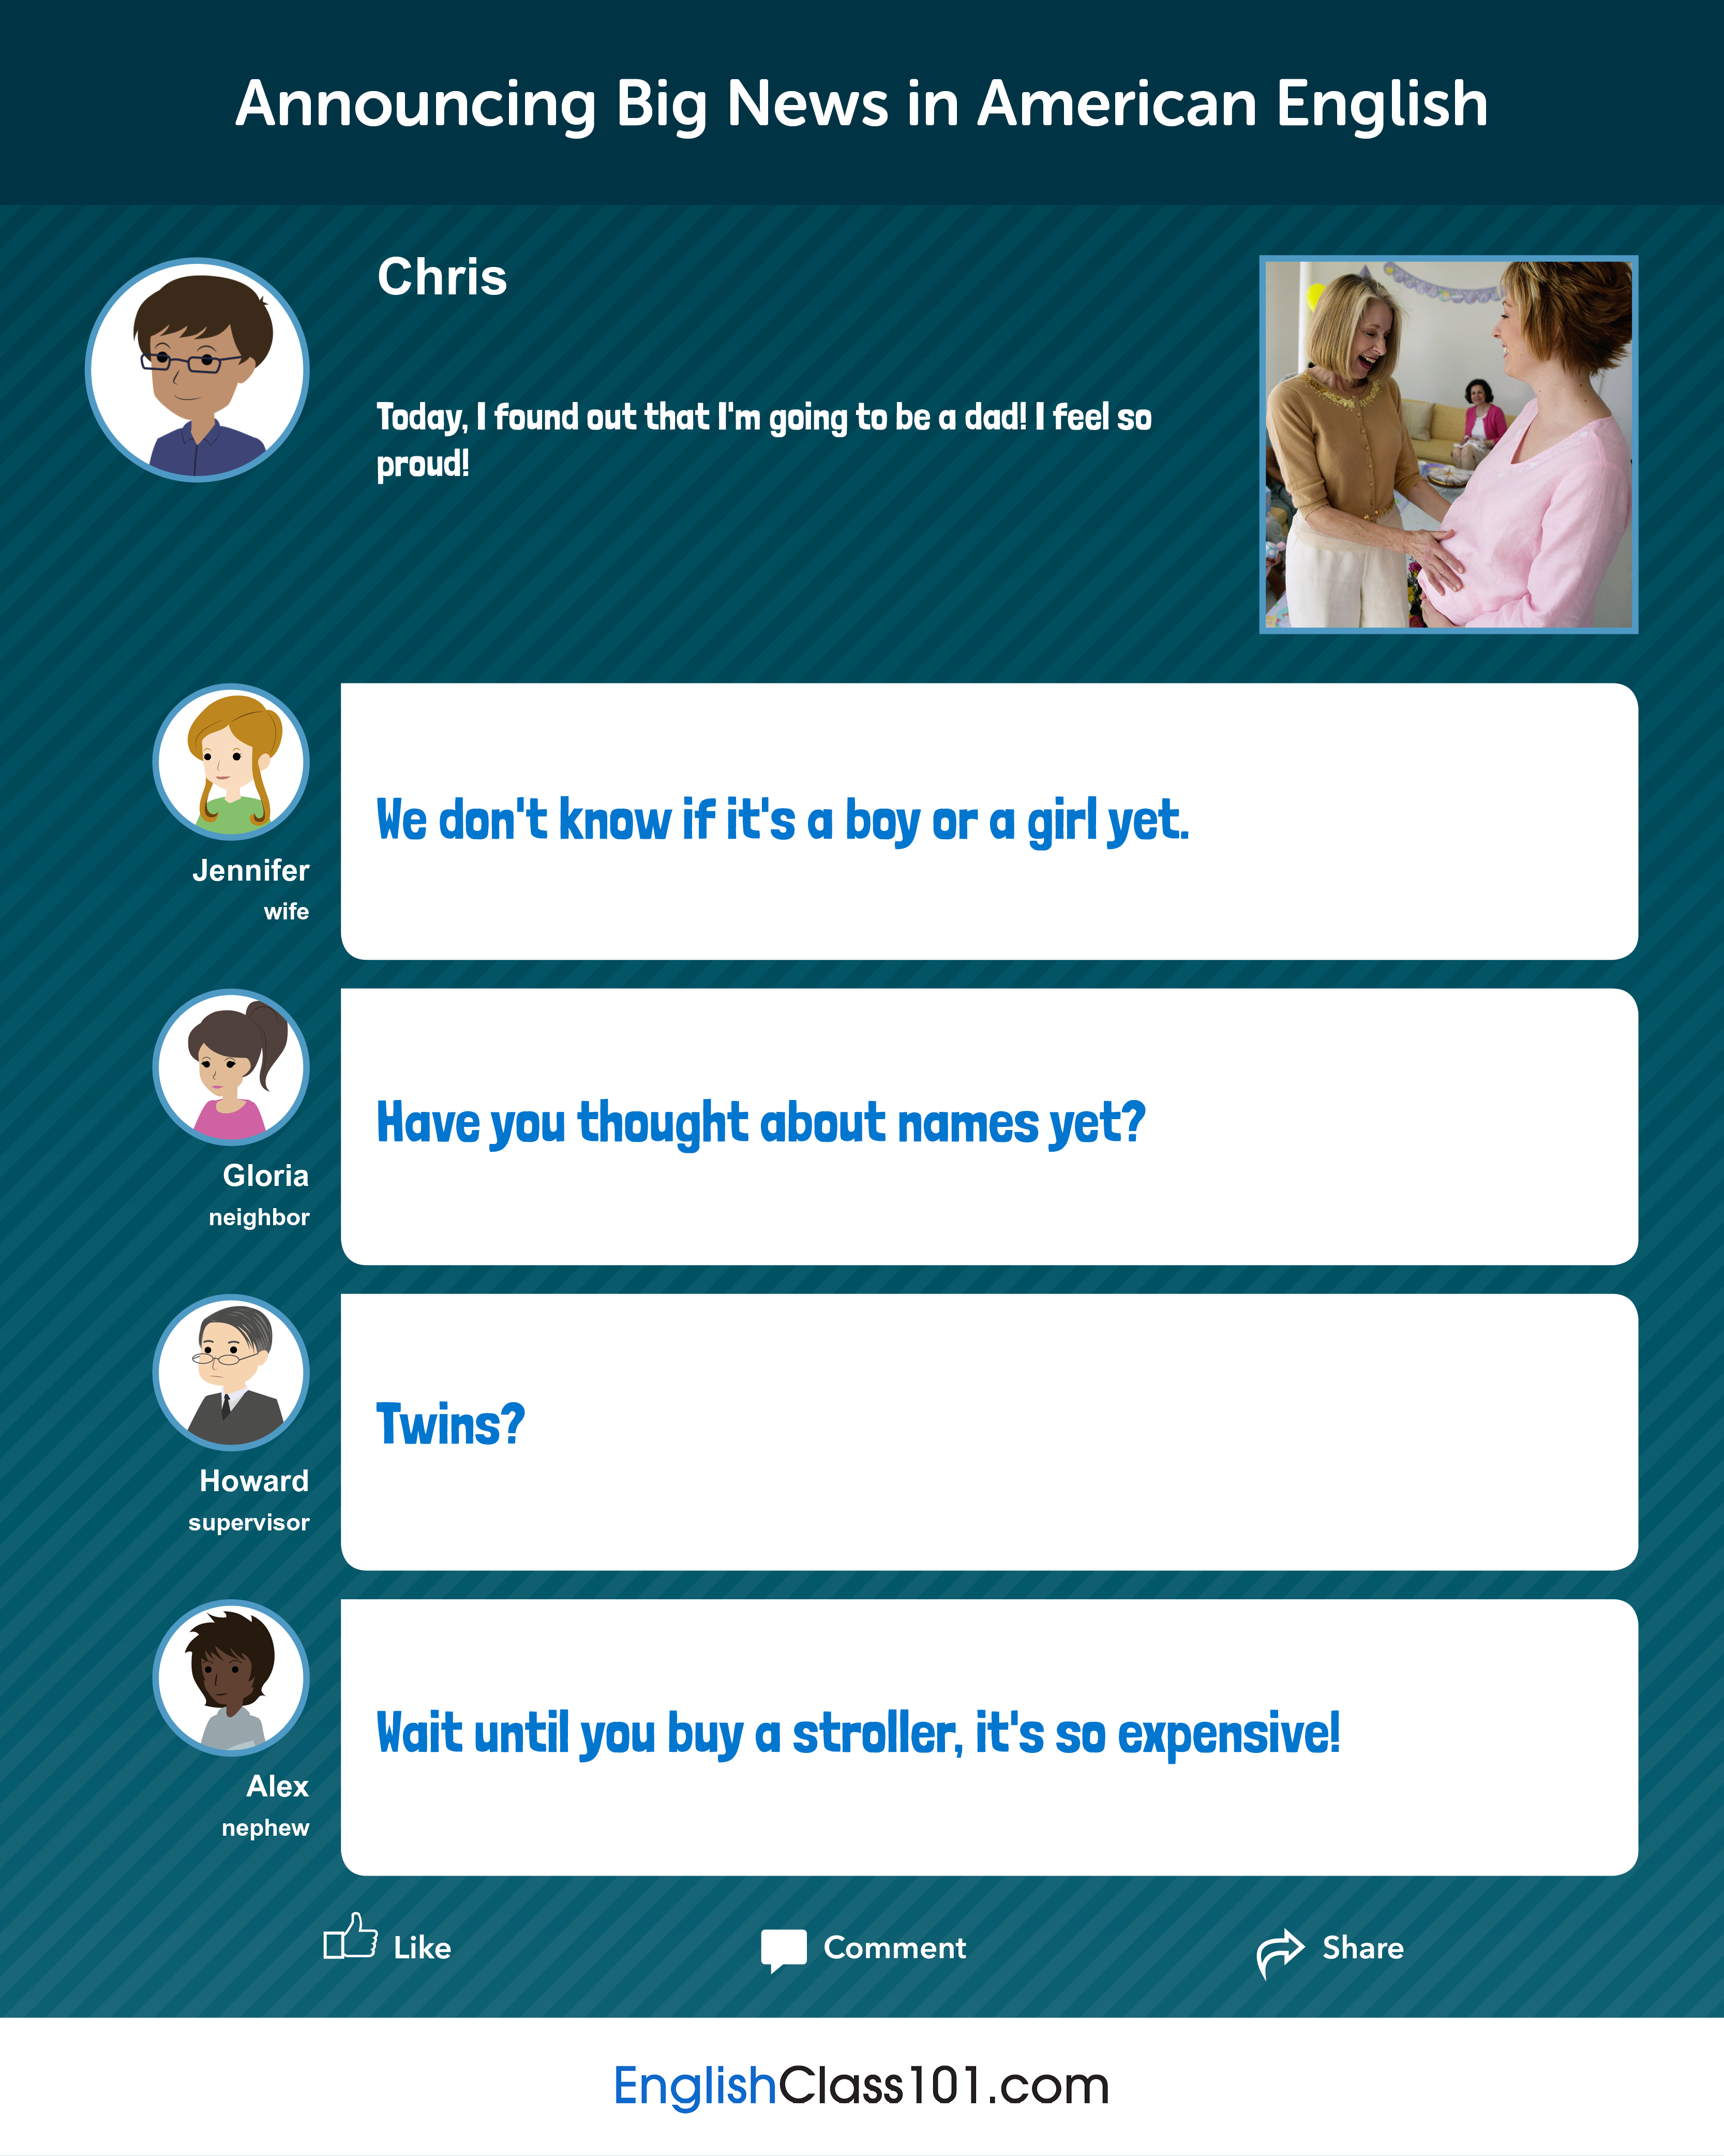 Announcing Big News in American English
Chris
Today, I found out that I'm going to be a dad! I feel so
proud!
We don't know if it's a boy or a girl yet.
Jennifer
wife
Have you thought about names yet?
Gloria
neighbor
Twins?
Howard
supervisor
Wait until you buy a stroller, it's so expensive!
Alex
nephew
Like
Comment
Share
EnglishClass101.com